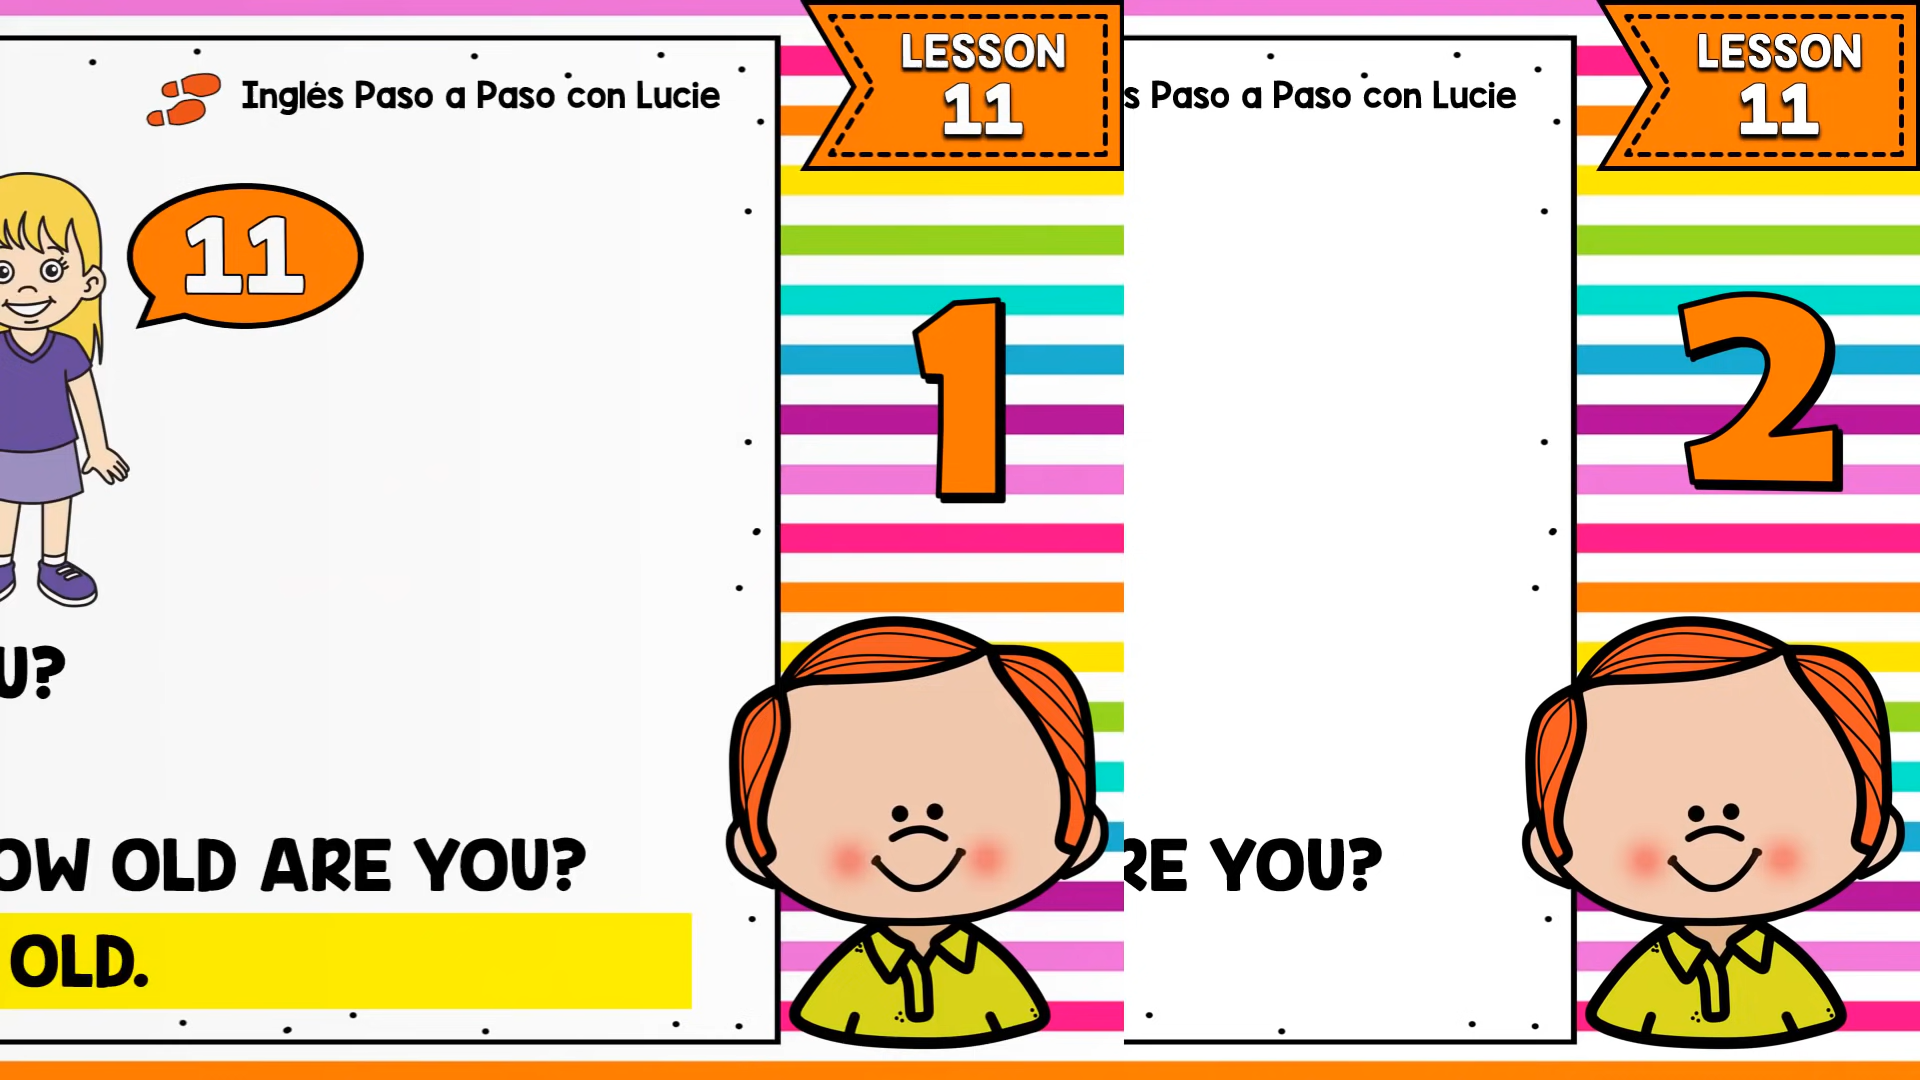 Inglés Paso a Paso con Lucie
LESSON
11
11
1
U?
OW OLD ARE YOU?
OLD.
s Paso a Paso con Lucie
LESSON
11
2
RE YOU?